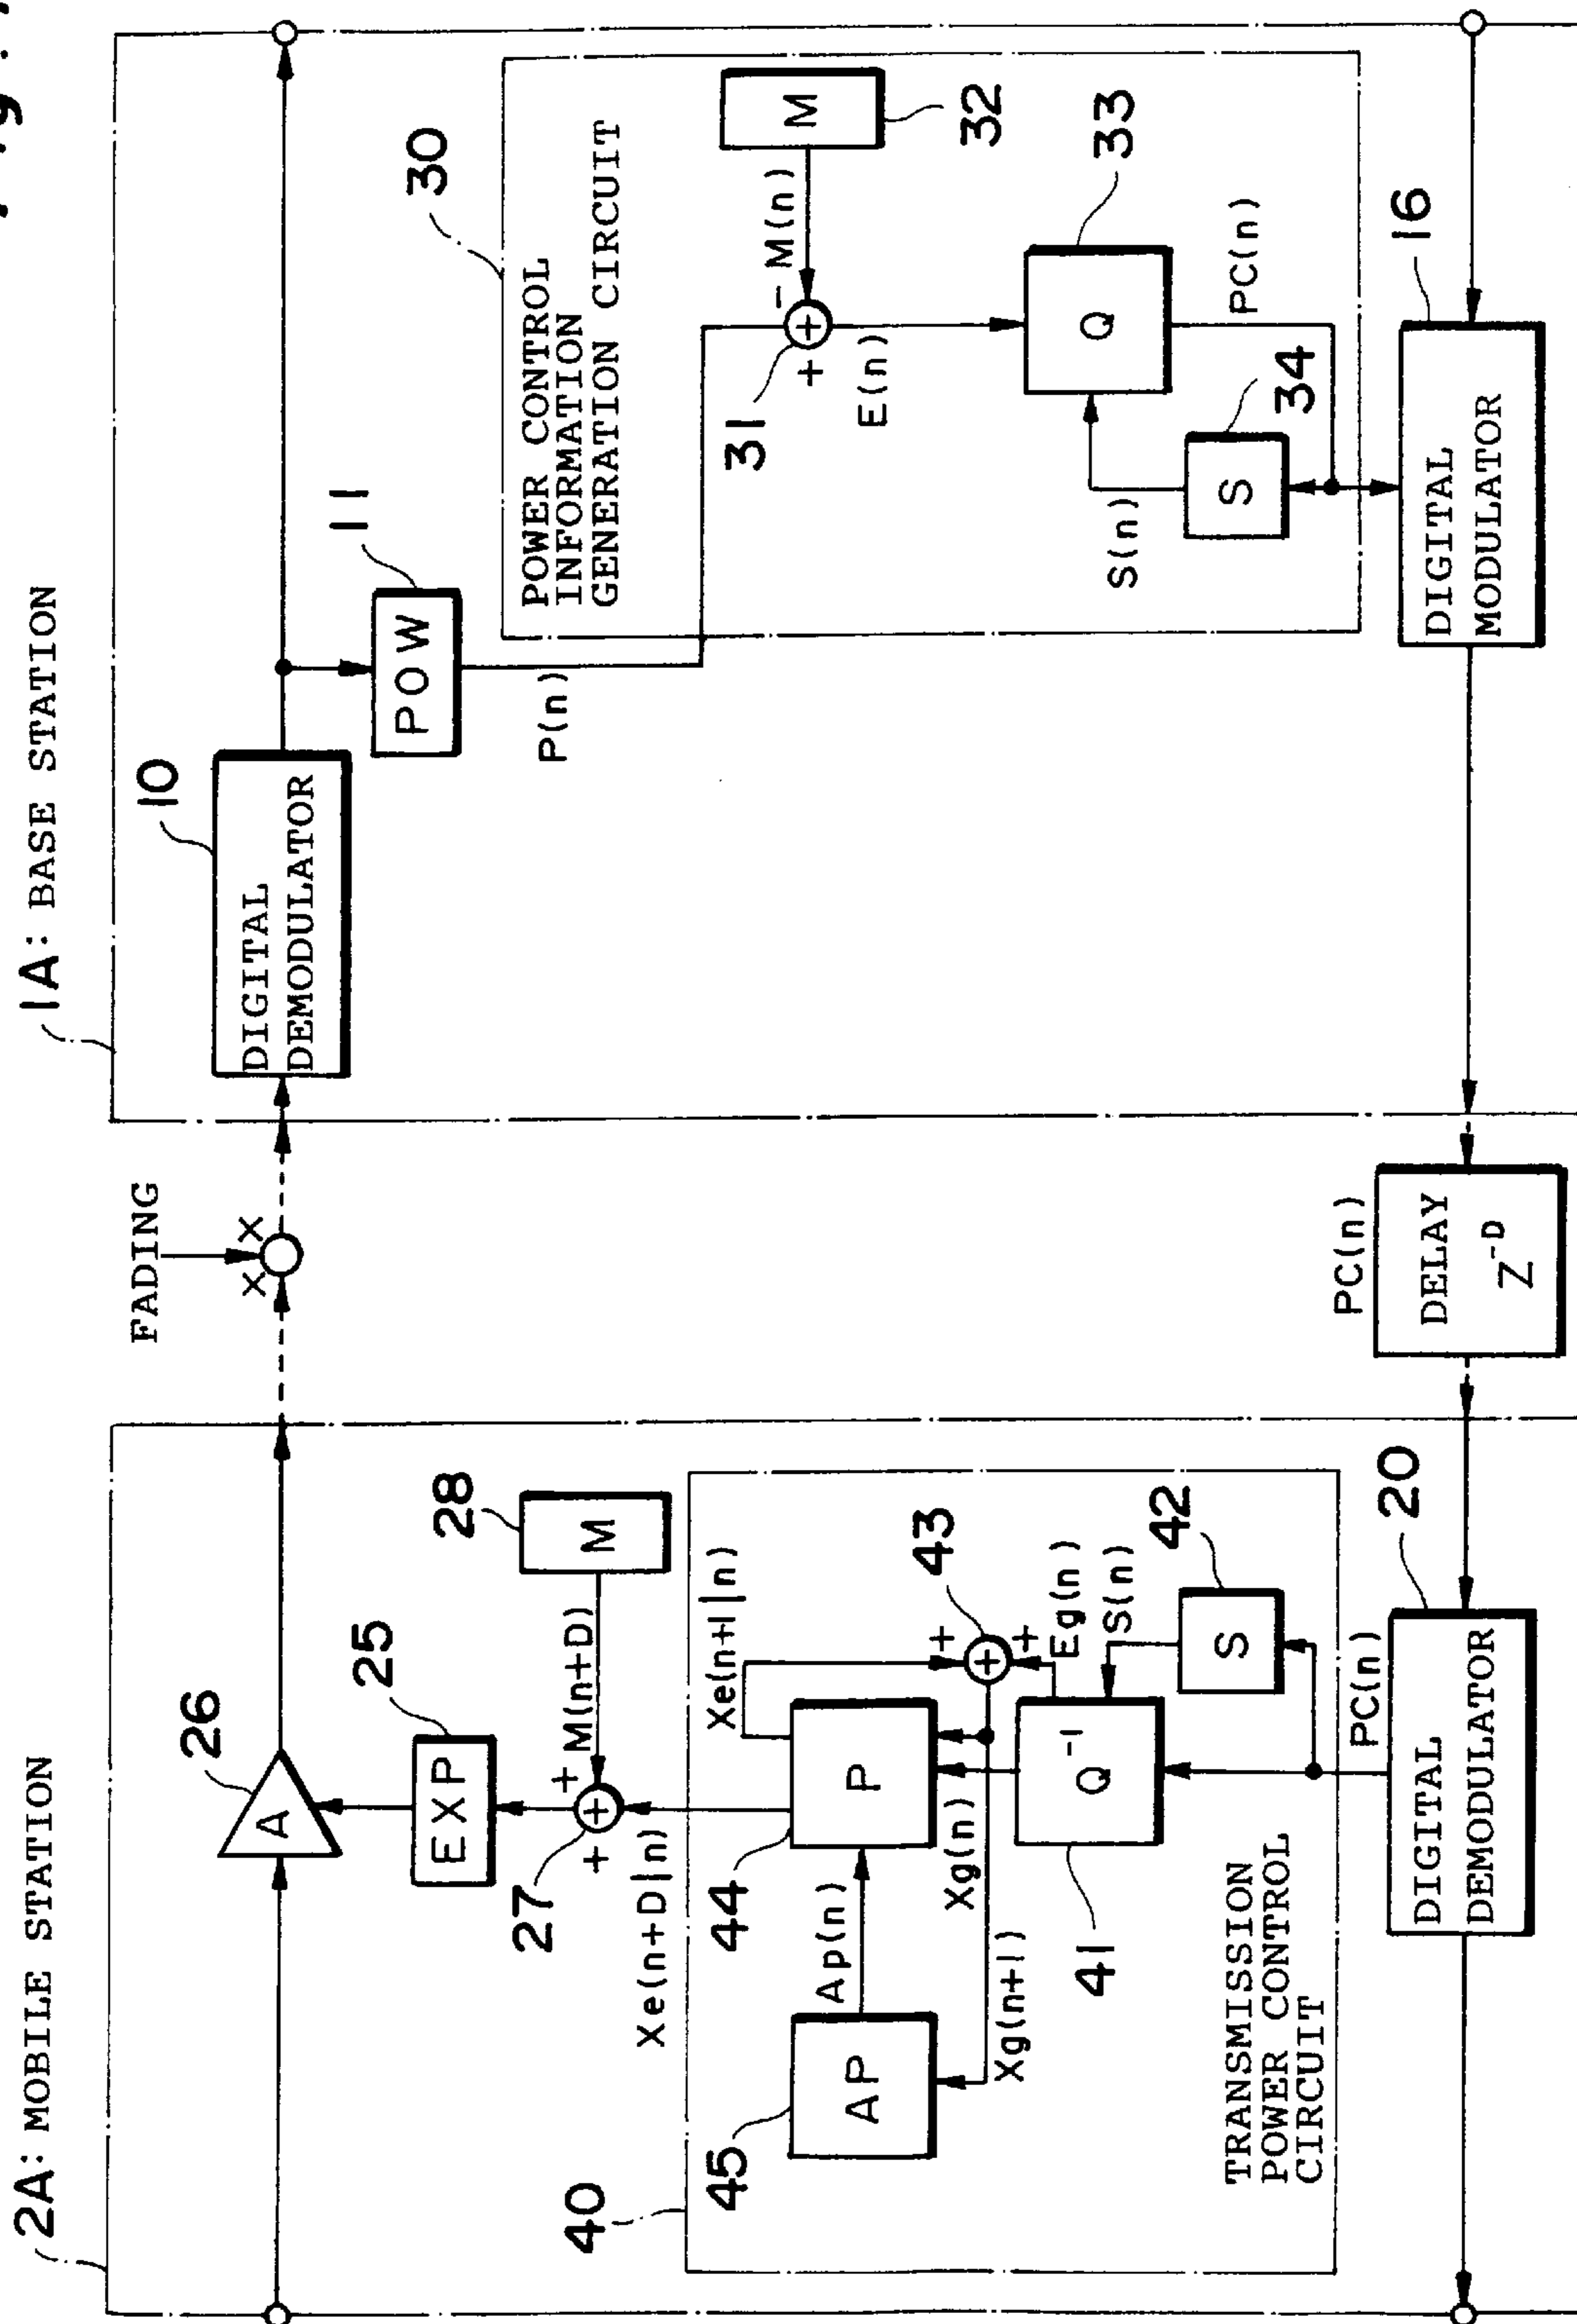 2A: MOBILE STATION
1A: BASE STATION
26
A
25
EXP
28
M
M(n+D)
27
+
+
+
Xe(n+D|n)
40
45
AP
Ap(n)
44
P
Xe(n+1|n)
43
+
+
+
Xg(n)
Xg(n+1)
Eg(n)
S(n)
42
S
41
Q⁻¹
TRANSMISSION
POWER CONTROL
CIRCUIT
PC(n)
20
DIGITAL
DEMODULATOR
FADING
X
X
PC(n)
DELAY
Z⁻ᴰ
10
DIGITAL
DEMODULATOR
11
POW
P(n)
30
POWER CONTROL
INFORMATION
GENERATION CIRCUIT
M
32
M(n)
-
+
+
31
E(n)
33
Q
PC(n)
34
S
S(n)
16
DIGITAL
MODULATOR